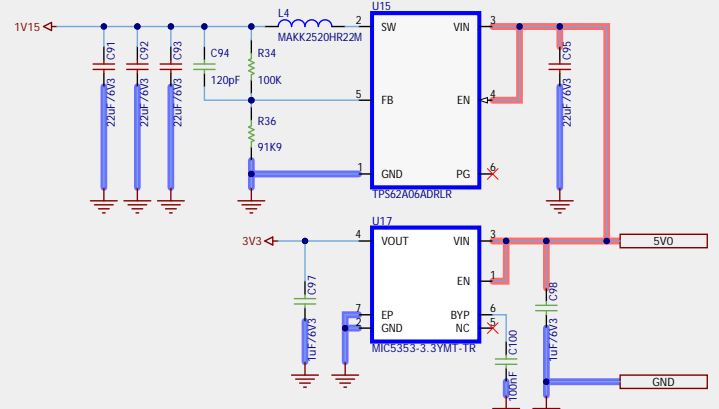 L4
MAKK2520HR22M
U15
1V15
2 SW
VIN 3
C91
22uF/6V3
C92
22uF/6V3
C93
22uF/6V3
C94
120pF
R34
100K
C95
22uF/6V3
5 FB
EN 4
R36
91K9
1 GND
PG 6
TPS62A06ADRLR
U17
3V3
4 VOUT
VIN 3
5V0
C97
1uF/6V3
EN 1
C98
1uF/6V3
7 EP
BYP 6
2 GND
NC 5
MIC5353-3.3YMT-TR
C100
100nF
GND